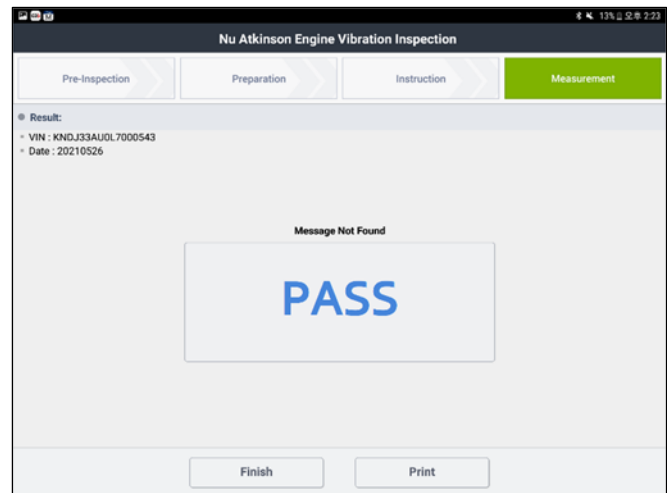 13% 오후 2:23
Nu Atkinson Engine Vibration Inspection
Pre-Inspection Preparation Instruction Measurement
Result:
VIN : KNDJ33AU0L7000543
Date : 20210526
Message Not Found
PASS
Finish Print